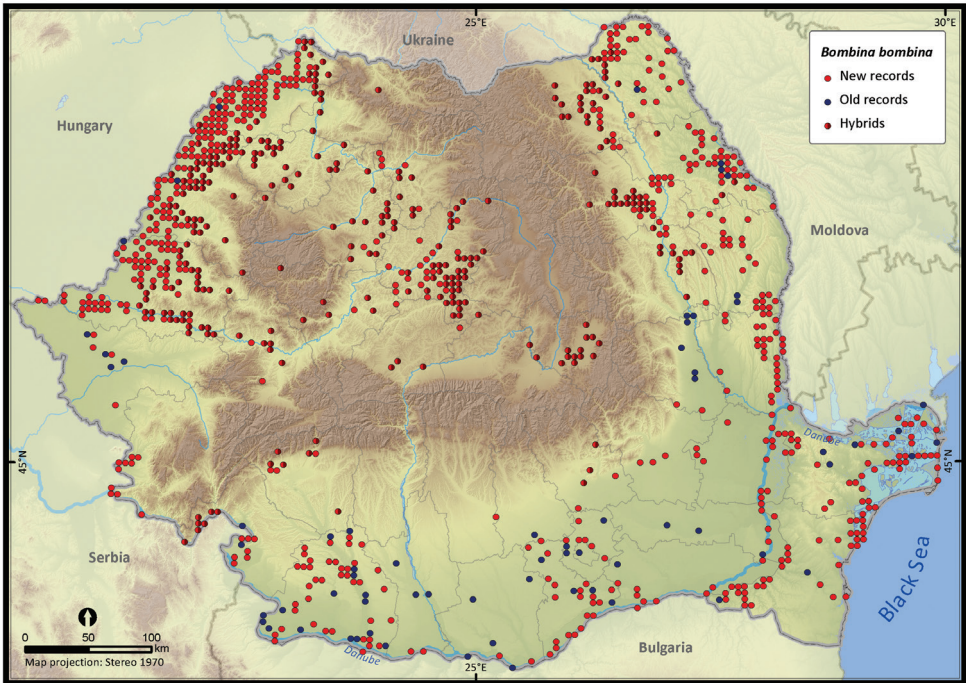 25°E
30°E
Ukraine
Bombina bombina
New records
Old records
Hybrids
Hungary
Moldova
Danube
45°N
45°N
Serbia
Black Sea
0 50 100
km
Map projection: Stereo 1970
Danube
Bulgaria
25°E